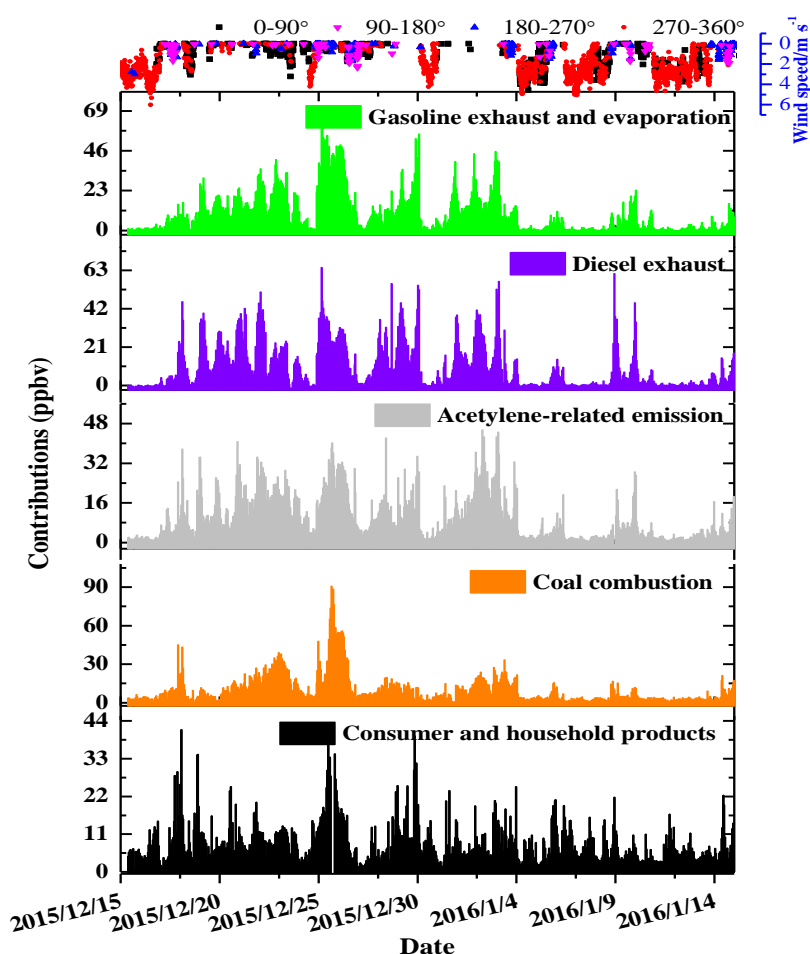 0-90° 90-180° 180-270° 270-360°
0
2
4
6
Wind speed/m s⁻¹
Gasoline exhaust and evaporation
69
46
23
0
Diesel exhaust
63
42
21
0
Acetylene-related emission
48
32
16
0
Coal combustion
90
60
30
0
Consumer and household products
44
33
22
11
0
Contributions (ppbv)
2015/12/15 2015/12/20 2015/12/25 2015/12/30 2016/1/4 2016/1/9 2016/1/14
Date